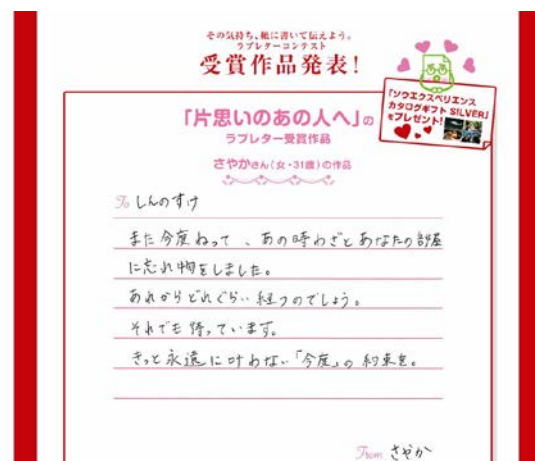 その気持ち、紙に書いて伝えよう。
ラブレターコンテスト
受賞作品発表!
「ソウエクスペリエンス
カタログギフト SILVER」
をプレゼント!
「片思いのあの人へ」の
ラブレター受賞作品
さやかさん(女・31歳)の作品
To しんのすけ
また今度ねって、あの時わざとあなたの部屋
に忘れ物をしました。
あれからどれぐらい経つのでしょう。
それでも待っています。
きっと永遠に叶わない「今度」の約束を。
From さやか